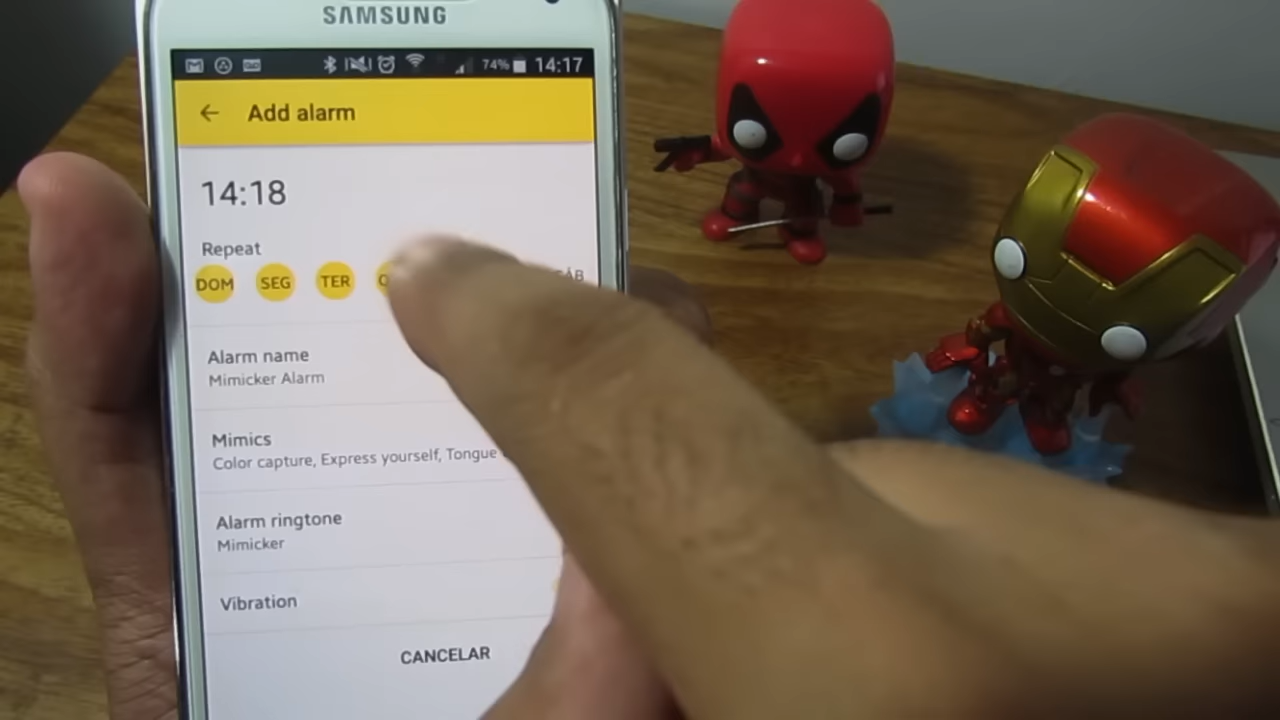 SAMSUNG
74% 14:17
Add alarm
14:18
Repeat
DOM SEG TER
Alarm name
Mimicker Alarm
Mimics
Color capture, Express yourself, Tongue
Alarm ringtone
Mimicker
Vibration
CANCELAR